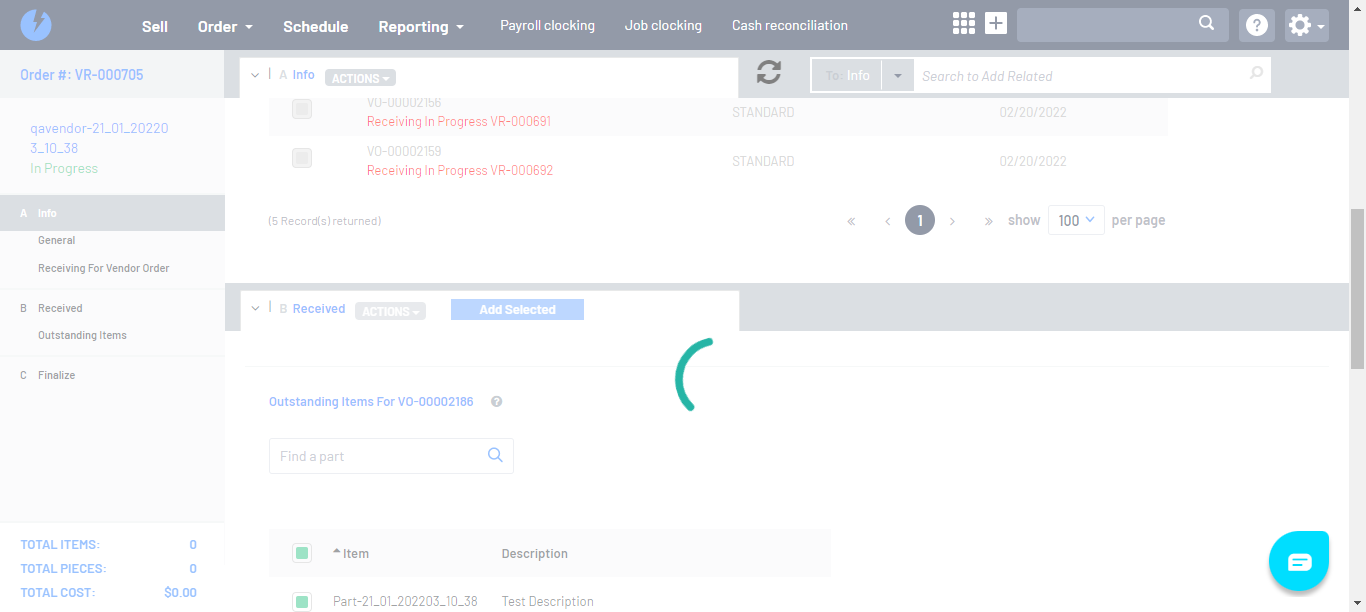 Sell
Order
Schedule
Reporting
Payroll clocking
Job clocking
Cash reconciliation
Order #: VR-000705
A Info
ACTIONS
To: Info
Search to Add Related
qavendor-21_01_20220
3_10_38
In Progress
A Info
General
Receiving For Vendor Order
B Received
Outstanding Items
C Finalize
TOTAL ITEMS: 0
TOTAL PIECES: 0
TOTAL COST: $0.00
VO-00002156
Receiving In Progress VR-000691
STANDARD
02/20/2022
VO-00002159
Receiving In Progress VR-000692
STANDARD
02/20/2022
(5 Record(s) returned)
« ‹ 1 › » show 100 per page
B Received
ACTIONS
Add Selected
Outstanding Items For VO-00002186 ?
Find a part
Item Description
Part-21_01_202203_10_38 Test Description